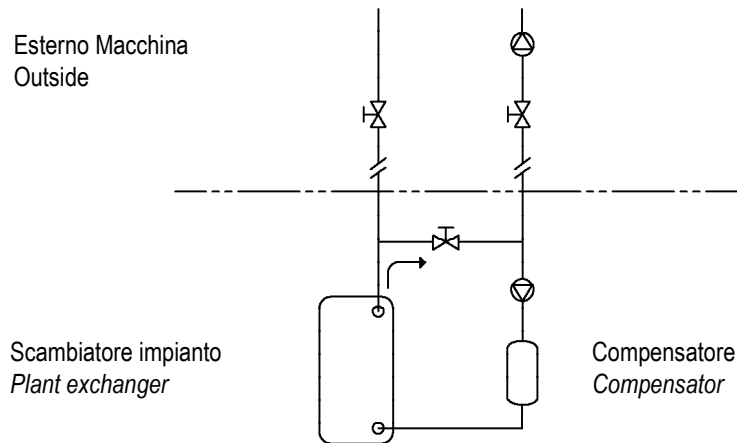 Esterno Macchina
Outside
Scambiatore impianto
Plant exchanger
Compensatore
Compensator